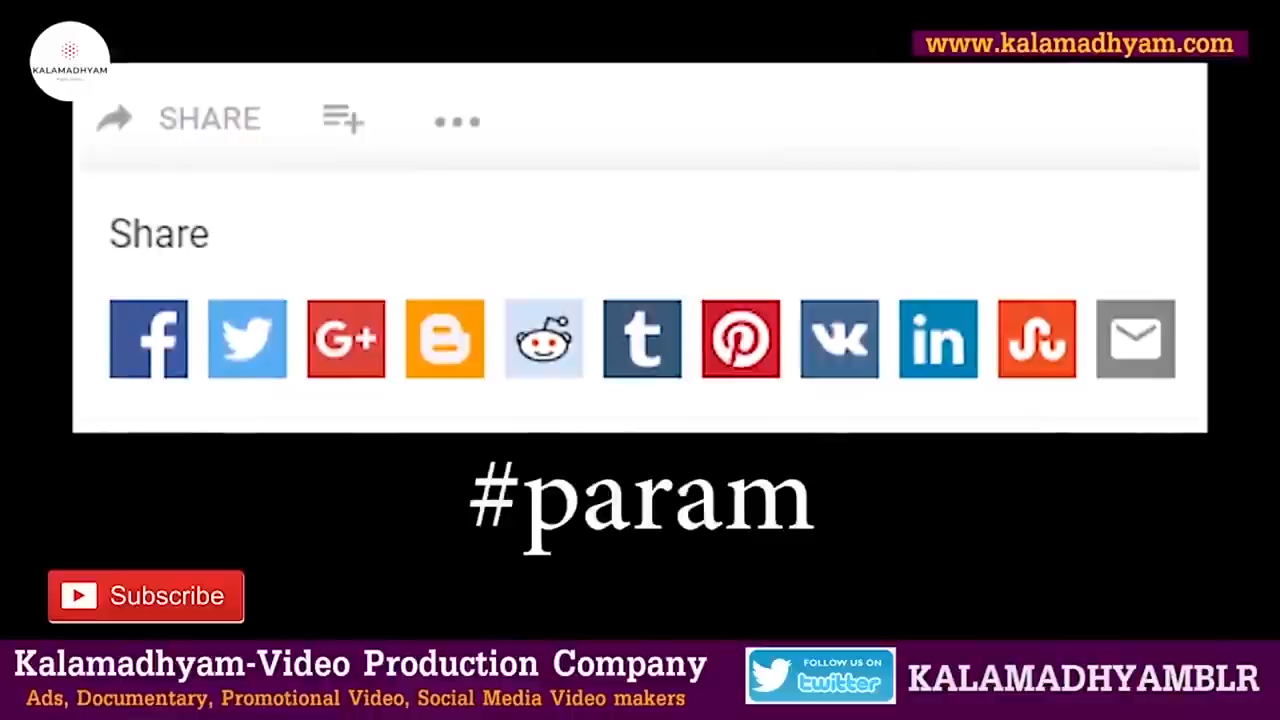 KALAMADHYAM
www.kalamadhyam.com
SHARE
Share
f G+ B t P VK in
#param
Subscribe
Kalamadhyam-Video Production Company
Ads, Documentary, Promotional Video, Social Media Video makers
FOLLOW US ON
twitter
KALAMADHYAMBLR